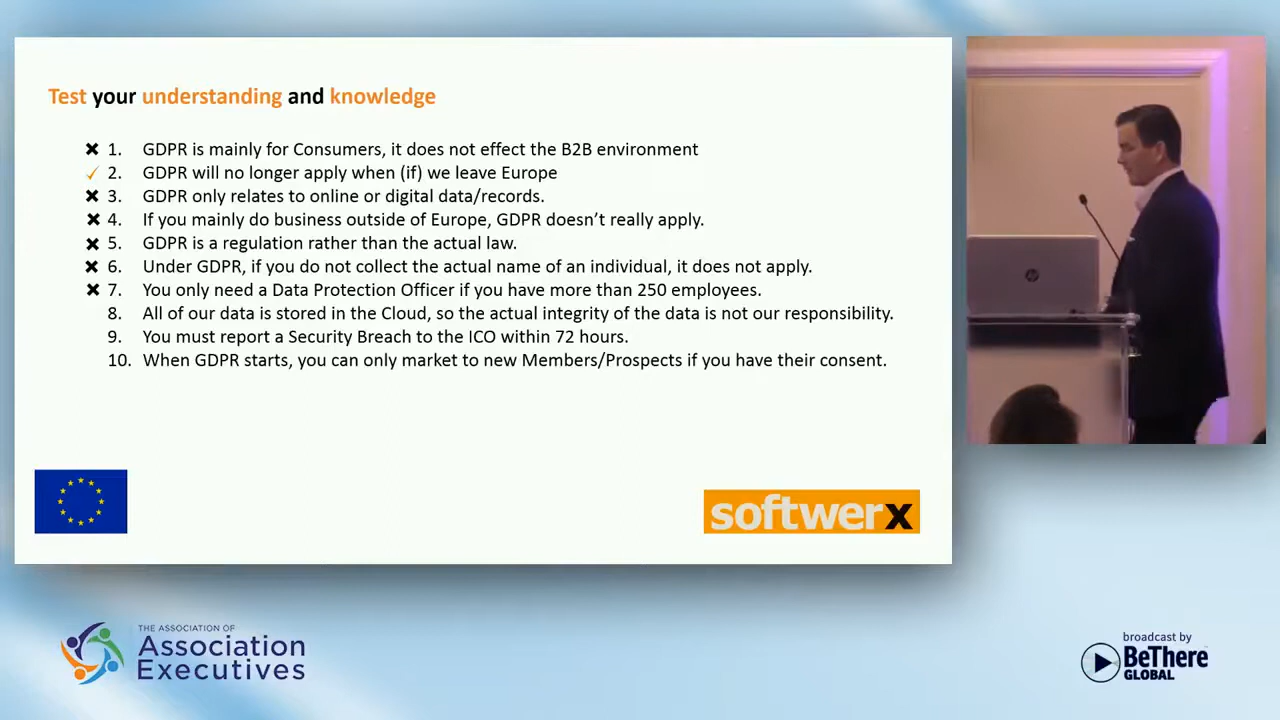 Test your understanding and knowledge
✖ 1. GDPR is mainly for Consumers, it does not effect the B2B environment
✓ 2. GDPR will no longer apply when (if) we leave Europe
✖ 3. GDPR only relates to online or digital data/records.
✖ 4. If you mainly do business outside of Europe, GDPR doesn’t really apply.
✖ 5. GDPR is a regulation rather than the actual law.
✖ 6. Under GDPR, if you do not collect the actual name of an individual, it does not apply.
✖ 7. You only need a Data Protection Officer if you have more than 250 employees.
8. All of our data is stored in the Cloud, so the actual integrity of the data is not our responsibility.
9. You must report a Security Breach to the ICO within 72 hours.
10. When GDPR starts, you can only market to new Members/Prospects if you have their consent.
softwerx
THE ASSOCIATION OF
Association
Executives
broadcast by
BeThere
GLOBAL
hp